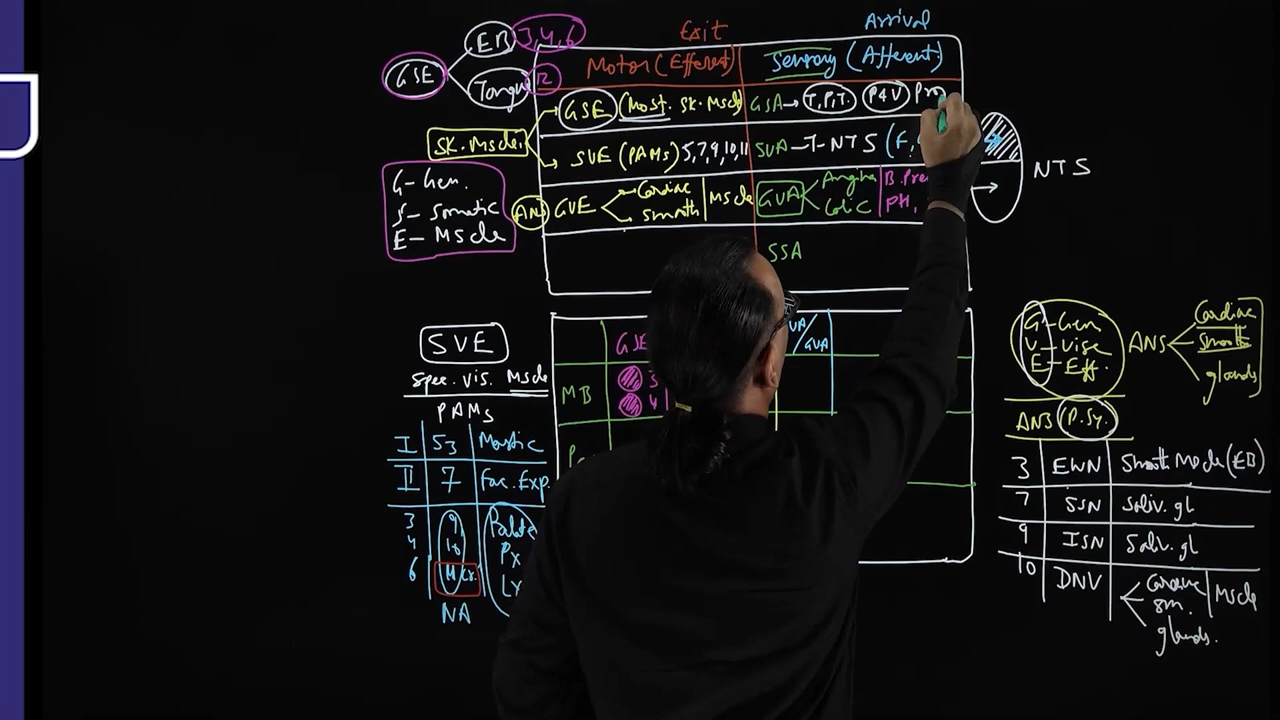 Exit
Arrival
Motor (Efferent)
Sensory (Afferent)
GSE
EB
3,4,6
Tongue
12
GSE (Most. Sk. Mscle
GSA → T,P,T. P&V Pro
Sk. Mscle.
SVE (PAMs) 5,7,9,10,11
SVA → T-NTS (F,
NTS
G- Gen.
S- Somatic
E- Mscle
ANS
GVE Cardiac Smooth Mscle
GVA Angina Colic
B. Pre
PH,
SSA
SVE
Spec. vis. Mscle
PAMs
I 53 Mastic
II 7 Fac. Exp
3 9 Palate
4 10 Px
6 11 Cr. Lx
NA
GSE
VA/GVA
MB
3
4
G-Gen
V-Visc
E-Eff.
ANS
Cardiac
Smooth
glands
ANS (P.Sy.)
3 EWN Smooth Mscle (EB)
7 SSN Saliv. gl
9 ISN Saliv. gl
10 DNV Cardiac
sm. Mscle
glands.